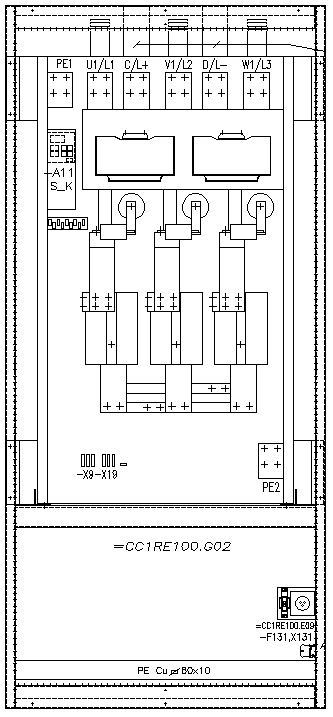 PE1 U1/L1 C/L+ V1/L2 D/L- W1/L3
-A11
S_K
-X9-X19
PE2
=CC1RE100.G02
=CC1RE100.E09
-F131,X131
PE Cu 60x10